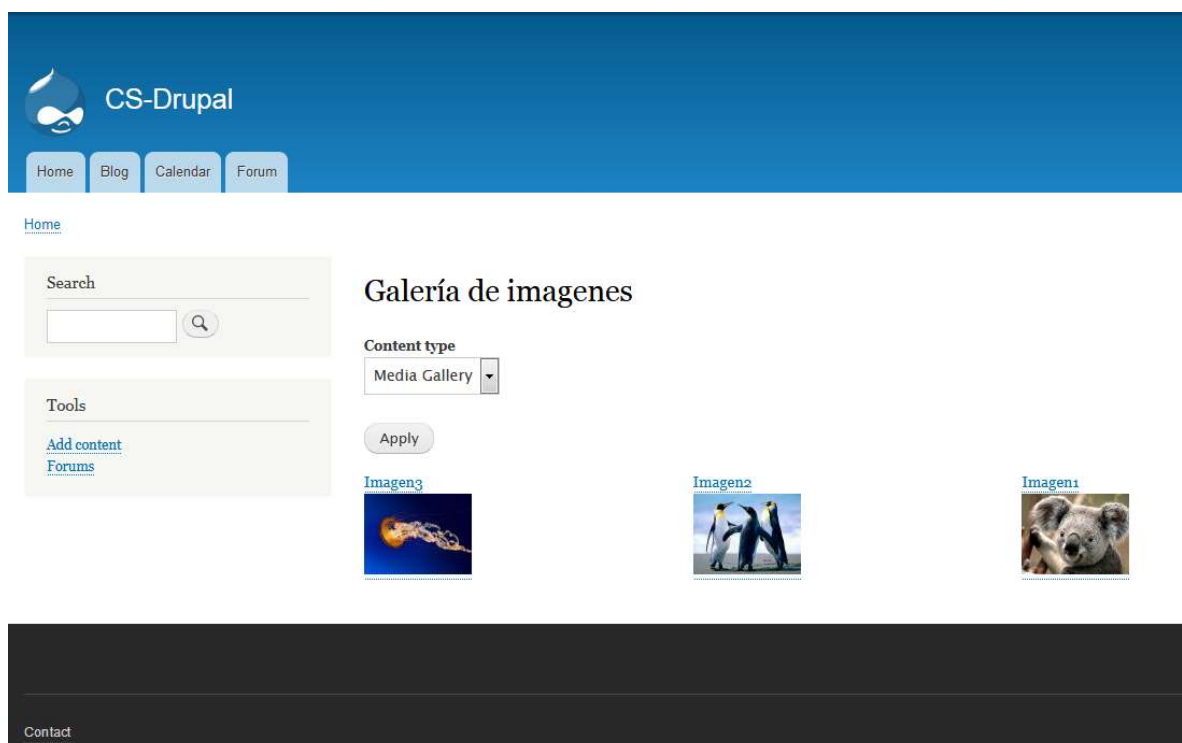 CS-Drupal
Home Blog Calendar Forum
Home
Search
Tools
Add content
Forums
Galería de imagenes
Content type
Media Gallery
Apply
Imagen3 Imagen2 Imagen1
Contact